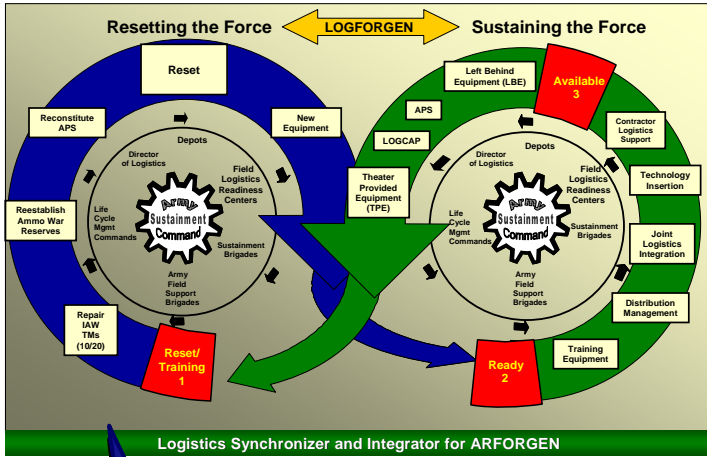 Resetting the Force
LOGFORGEN
Sustaining the Force
Reset
Reconstitute
APS
New
Equipment
Reestablish
Ammo War
Reserves
Repair
IAW
TMs
(10/20)
Reset/
Training
1
Depots
Director
of Logistics
Field
Logistics
Readiness
Centers
Life
Cycle
Mgmt
Commands
Sustainment
Brigades
Army
Field
Support
Brigades
Army
Sustainment
Command
Left Behind
Equipment (LBE)
APS
LOGCAP
Theater
Provided
Equipment
(TPE)
Available
3
Contractor
Logistics
Support
Technology
Insertion
Joint
Logistics
Integration
Distribution
Management
Training
Equipment
Ready
2
Depots
Director
of Logistics
Field Logistics
Readiness
Centers
Life
Cycle
Mgmt
Commands
Sustainment
Brigades
Army
Field
Support
Brigades
Army
Sustainment
Command
Logistics Synchronizer and Integrator for ARFORGEN